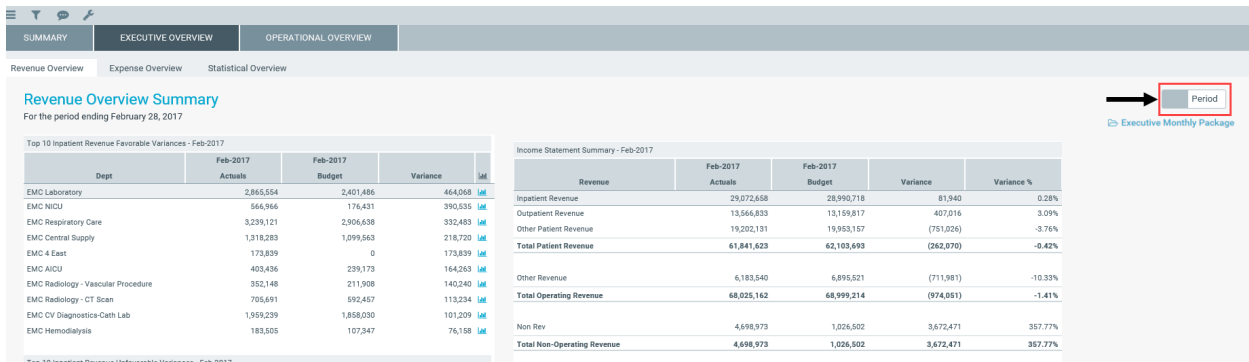 SUMMARY EXECUTIVE OVERVIEW OPERATIONAL OVERVIEW
Revenue Overview Expense Overview Statistical Overview
Revenue Overview Summary
For the period ending February 28, 2017
Period
Executive Monthly Package
Top 10 Inpatient Revenue Favorable Variances - Feb-2017
Feb-2017 Feb-2017
Dept Actuals Budget Variance
EMC Laboratory 2,865,554 2,401,486 464,068
EMC NICU 566,966 176,431 390,535
EMC Respiratory Care 3,239,121 2,906,638 332,483
EMC Central Supply 1,318,283 1,099,563 218,720
EMC 4 East 173,839 0 173,839
EMC AICU 403,436 239,173 164,263
EMC Radiology - Vascular Procedure 352,148 211,908 140,240
EMC Radiology - CT Scan 705,691 592,457 113,234
EMC CV Diagnostics-Cath Lab 1,959,239 1,858,030 101,209
EMC Hemodialysis 183,505 107,347 76,158
Top 10 Inpatient Revenue Unfavorable Variances - Feb-2017
Income Statement Summary - Feb-2017
Feb-2017 Feb-2017
Revenue Actuals Budget Variance Variance %
Inpatient Revenue 29,072,658 28,990,718 81,940 0.28%
Outpatient Revenue 13,566,833 13,159,817 407,016 3.09%
Other Patient Revenue 19,202,131 19,953,157 (751,026) -3.76%
Total Patient Revenue 61,841,623 62,103,693 (262,070) -0.42%
Other Revenue 6,183,540 6,895,521 (711,981) -10.33%
Total Operating Revenue 68,025,162 68,999,214 (974,051) -1.41%
Non Rev 4,698,973 1,026,502 3,672,471 357.77%
Total Non-Operating Revenue 4,698,973 1,026,502 3,672,471 357.77%